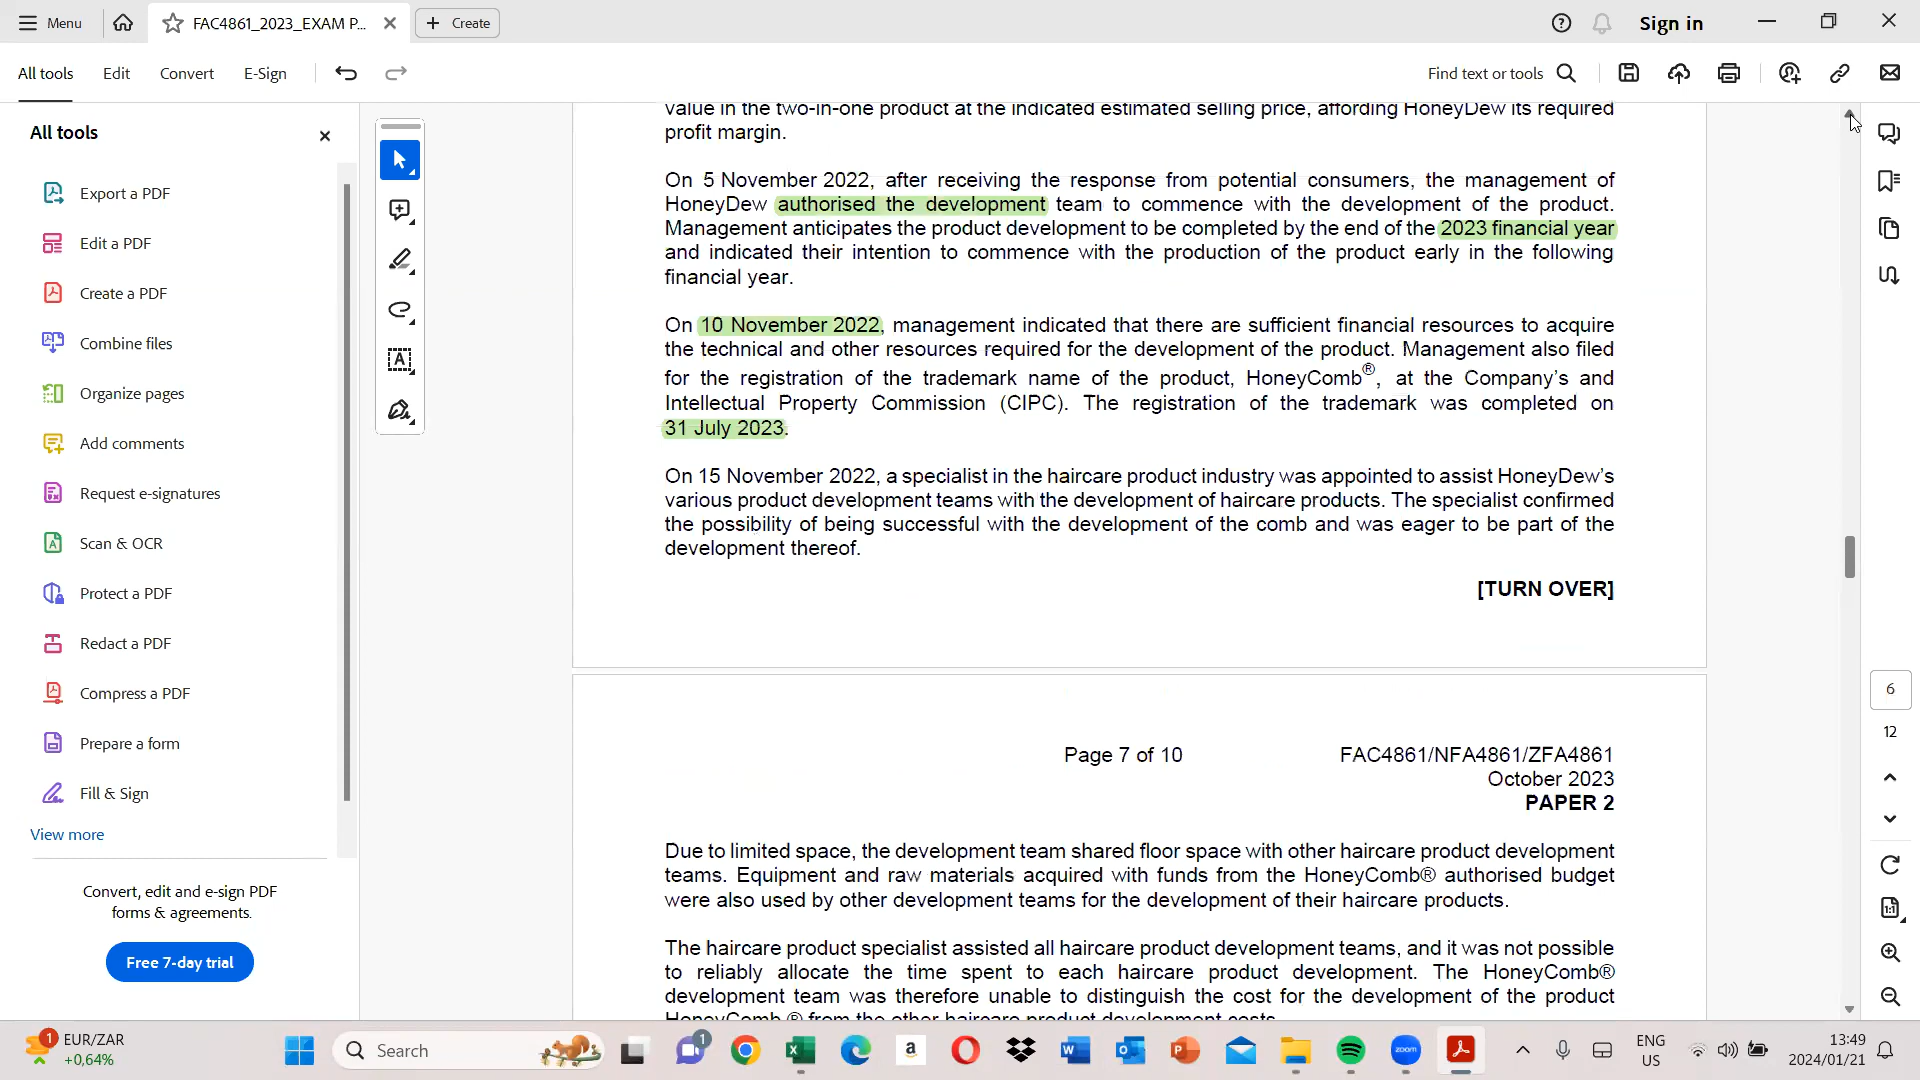 Menu
FAC4861_2023_EXAM P...
Create
Sign in
All tools
Edit
Convert
E-Sign
Find text or tools
All tools
Export a PDF
Edit a PDF
Create a PDF
Combine files
Organize pages
Add comments
Request e-signatures
Scan & OCR
Protect a PDF
Redact a PDF
Compress a PDF
Prepare a form
Fill & Sign
View more
Convert, edit and e-sign PDF
forms & agreements.
Free 7-day trial
value in the two-in-one product at the indicated estimated selling price, affording HoneyDew its required
profit margin.
On 5 November 2022, after receiving the response from potential consumers, the management of
HoneyDew authorised the development team to commence with the development of the product.
Management anticipates the product development to be completed by the end of the 2023 financial year
and indicated their intention to commence with the production of the product early in the following
financial year.
On 10 November 2022, management indicated that there are sufficient financial resources to acquire
the technical and other resources required for the development of the product. Management also filed
for the registration of the trademark name of the product, HoneyComb®, at the Company's and
Intellectual Property Commission (CIPC). The registration of the trademark was completed on
31 July 2023.
On 15 November 2022, a specialist in the haircare product industry was appointed to assist HoneyDew's
various product development teams with the development of haircare products. The specialist confirmed
the possibility of being successful with the development of the comb and was eager to be part of the
development thereof.
[TURN OVER]
Page 7 of 10
FAC4861/NFA4861/ZFA4861
October 2023
PAPER 2
Due to limited space, the development team shared floor space with other haircare product development
teams. Equipment and raw materials acquired with funds from the HoneyComb® authorised budget
were also used by other development teams for the development of their haircare products.
The haircare product specialist assisted all haircare product development teams, and it was not possible
to reliably allocate the time spent to each haircare product development. The HoneyComb®
development team was therefore unable to distinguish the cost for the development of the product
HoneyComb ® from the other haircare product development costs.
6
12
1
EUR/ZAR
+0,64%
Search
1
zoom
ENG
US
13:49
2024/01/21